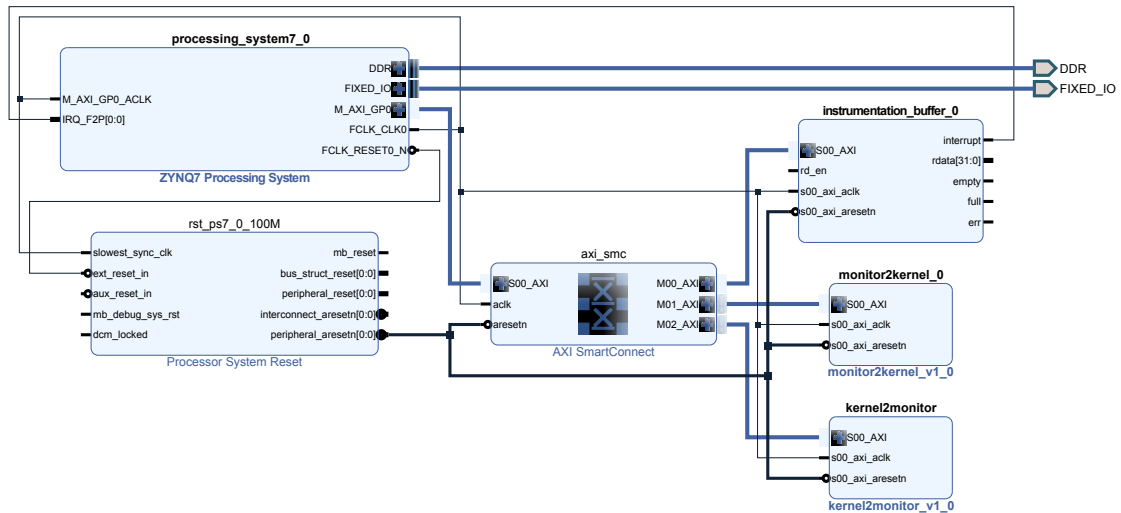 processing_system7_0
DDR
FIXED_IO
M_AXI_GP0
FCLK_CLK0
FCLK_RESET0_N
M_AXI_GP0_ACLK
IRQ_F2P[0:0]
ZYNQ7 Processing System
DDR
FIXED_IO
instrumentation_buffer_0
S00_AXI
rd_en
s00_axi_aclk
s00_axi_aresetn
interrupt
rdata[31:0]
empty
full
err
rst_ps7_0_100M
slowest_sync_clk
ext_reset_in
aux_reset_in
mb_debug_sys_rst
dcm_locked
mb_reset
bus_struct_reset[0:0]
peripheral_reset[0:0]
interconnect_aresetn[0:0]
peripheral_aresetn[0:0]
Processor System Reset
axi_smc
S00_AXI
aclk
aresetn
M00_AXI
M01_AXI
M02_AXI
AXI SmartConnect
monitor2kernel_0
S00_AXI
s00_axi_aclk
s00_axi_aresetn
monitor2kernel_v1_0
kernel2monitor
S00_AXI
s00_axi_aclk
s00_axi_aresetn
kernel2monitor_v1_0